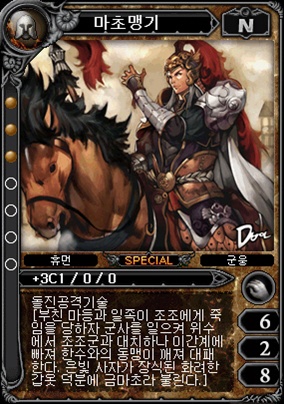 마초맹기
N
Dora
휴먼
SPECIAL
군웅
+3C1 / 0 / 0
돌진공격기술
[부친 마등과 일족이 조조에게 죽
임을 당하자 군사를 일으켜 위수
에서 조조군과 대치하나 이간계에
빠져 한수와의 동맹이 깨져 대패
한다. 은빛 사자가 장식된 화려한
갑옷 덕분에 금마초라 불린다.]
6
2
8